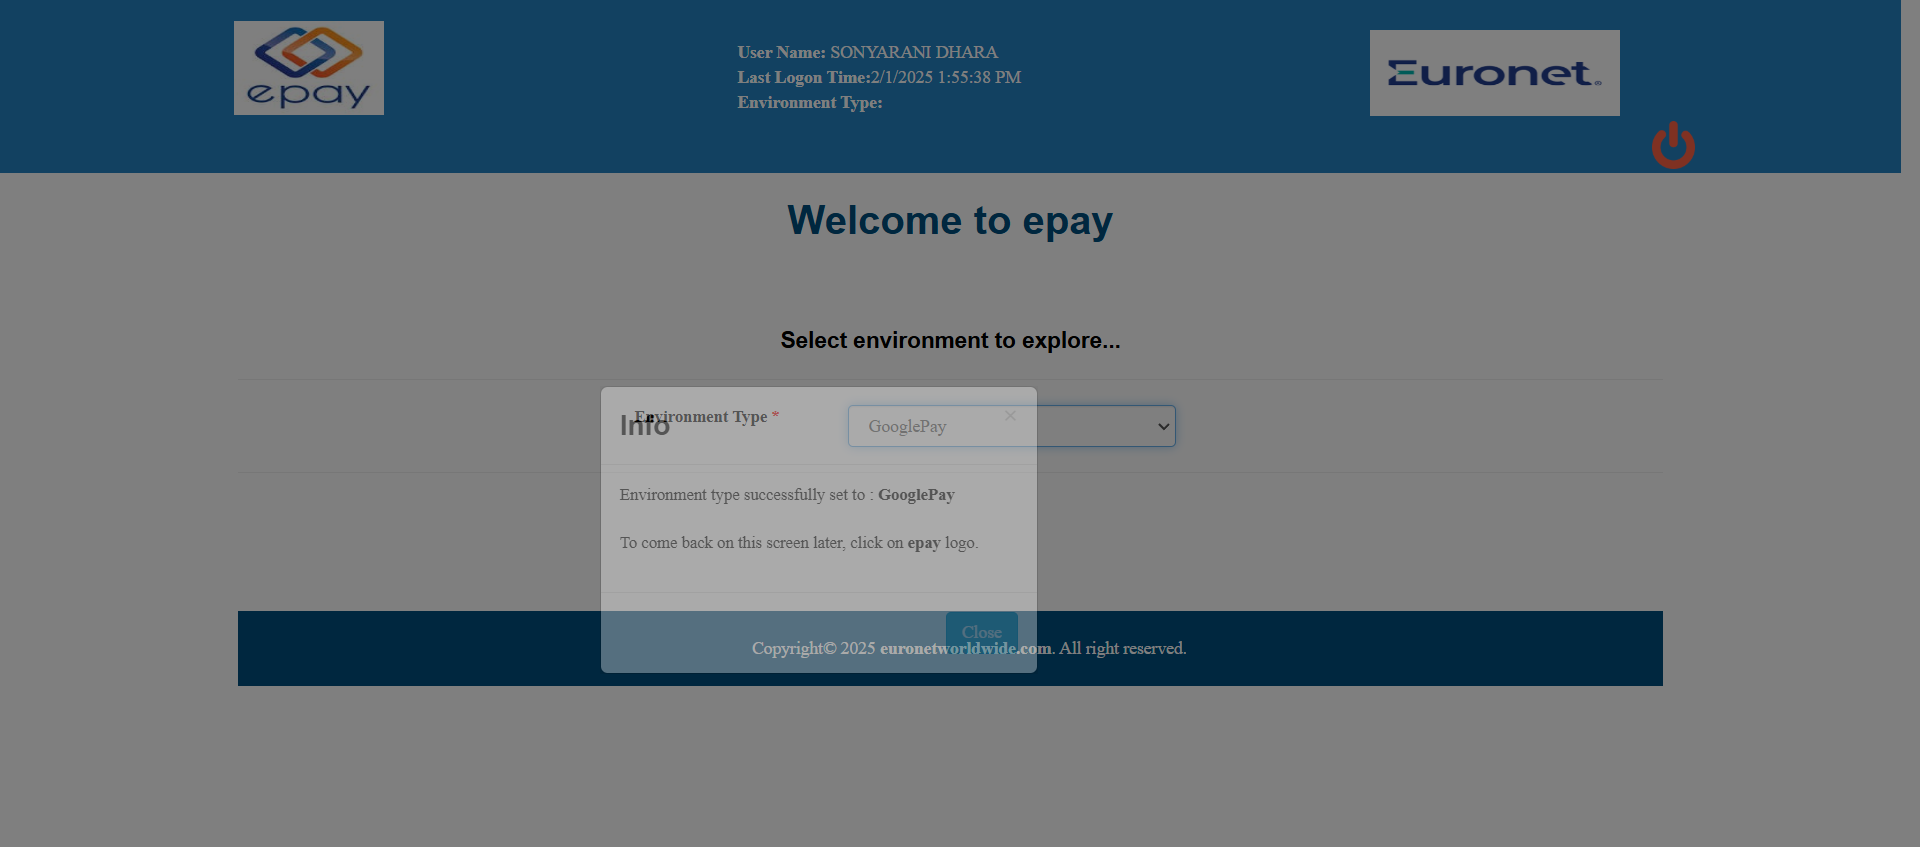 epay
User Name: SONYARANI DHARA
Last Logon Time:2/1/2025 1:55:38 PM
Environment Type:
Euronet
Welcome to epay
Select environment to explore...
Environment Type *
GooglePay
Info
×
Environment type successfully set to : GooglePay
To come back on this screen later, click on epay logo.
Close
Copyright© 2025 euronetworldwide.com. All right reserved.